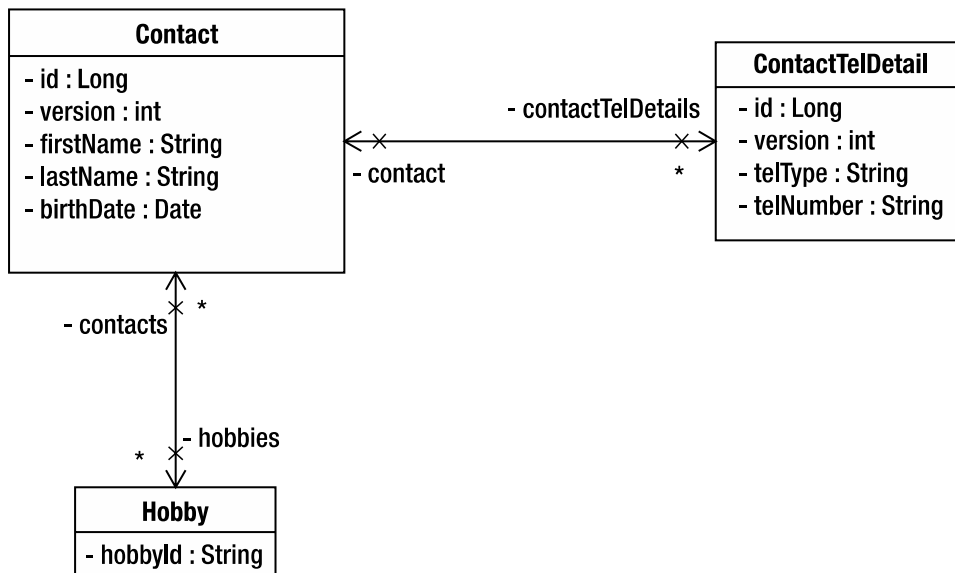 Contact
- id : Long
- version : int
- firstName : String
- lastName : String
- birthDate : Date
ContactTelDetail
- id : Long
- version : int
- telType : String
- telNumber : String
- contactTelDetails
- contact
*
- contacts
*
- hobbies
*
Hobby
- hobbyId : String